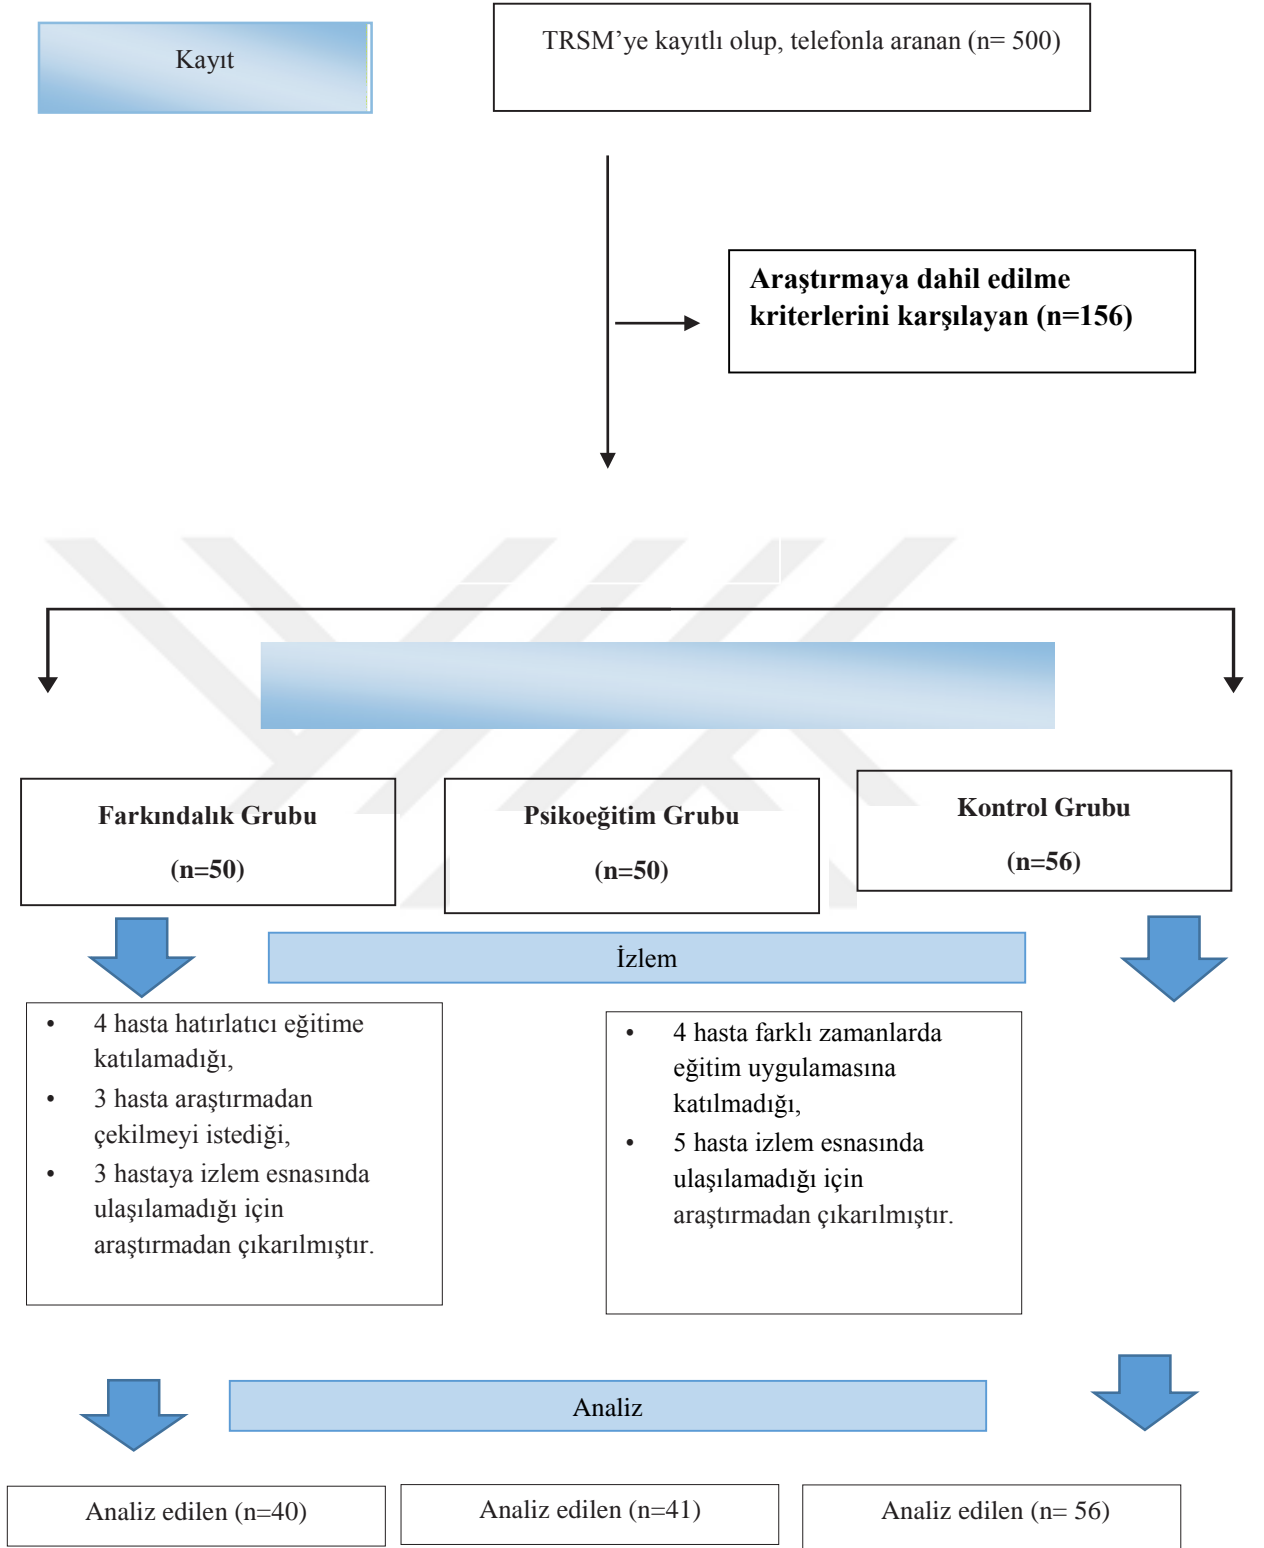 Kayıt
TRSM’ye kayıtlı olup, telefonla aranan (n= 500)
Araştırmaya dahil edilme
kriterlerini karşılayan (n=156)
Farkındalık Grubu
(n=50)
Psikoeğitim Grubu
(n=50)
Kontrol Grubu
(n=56)
İzlem
• 4 hasta hatırlatıcı eğitime
katılamadığı,
• 3 hasta araştırmadan
çekilmeyi istediği,
• 3 hastaya izlem esnasında
ulaşılamadığı için
araştırmadan çıkarılmıştır.
• 4 hasta farklı zamanlarda
eğitim uygulamasına
katılmadığı,
• 5 hasta izlem esnasında
ulaşılamadığı için
araştırmadan çıkarılmıştır.
Analiz
Analiz edilen (n=40)
Analiz edilen (n=41)
Analiz edilen (n= 56)